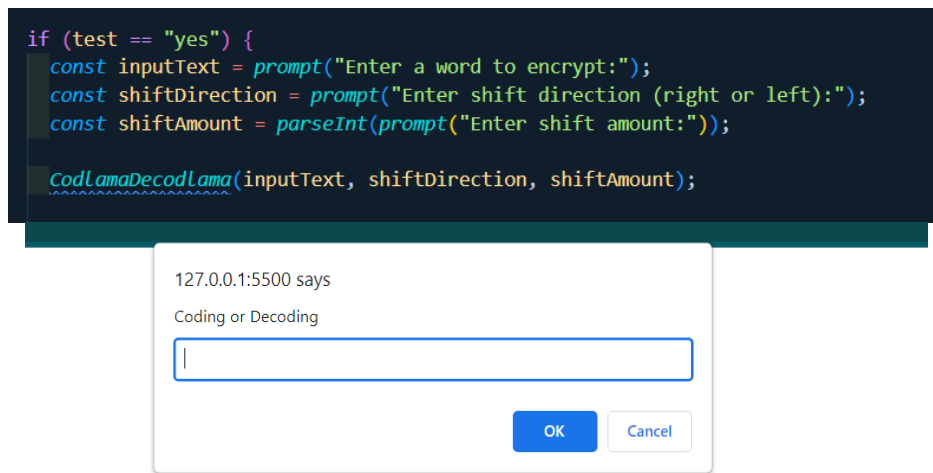 if (test == "yes") {
const inputText = prompt("Enter a word to encrypt:");
const shiftDirection = prompt("Enter shift direction (right or left):");
const shiftAmount = parseInt(prompt("Enter shift amount:"));
CodlamaDecodlama(inputText, shiftDirection, shiftAmount);
127.0.0.1:5500 says
Coding or Decoding
OK Cancel